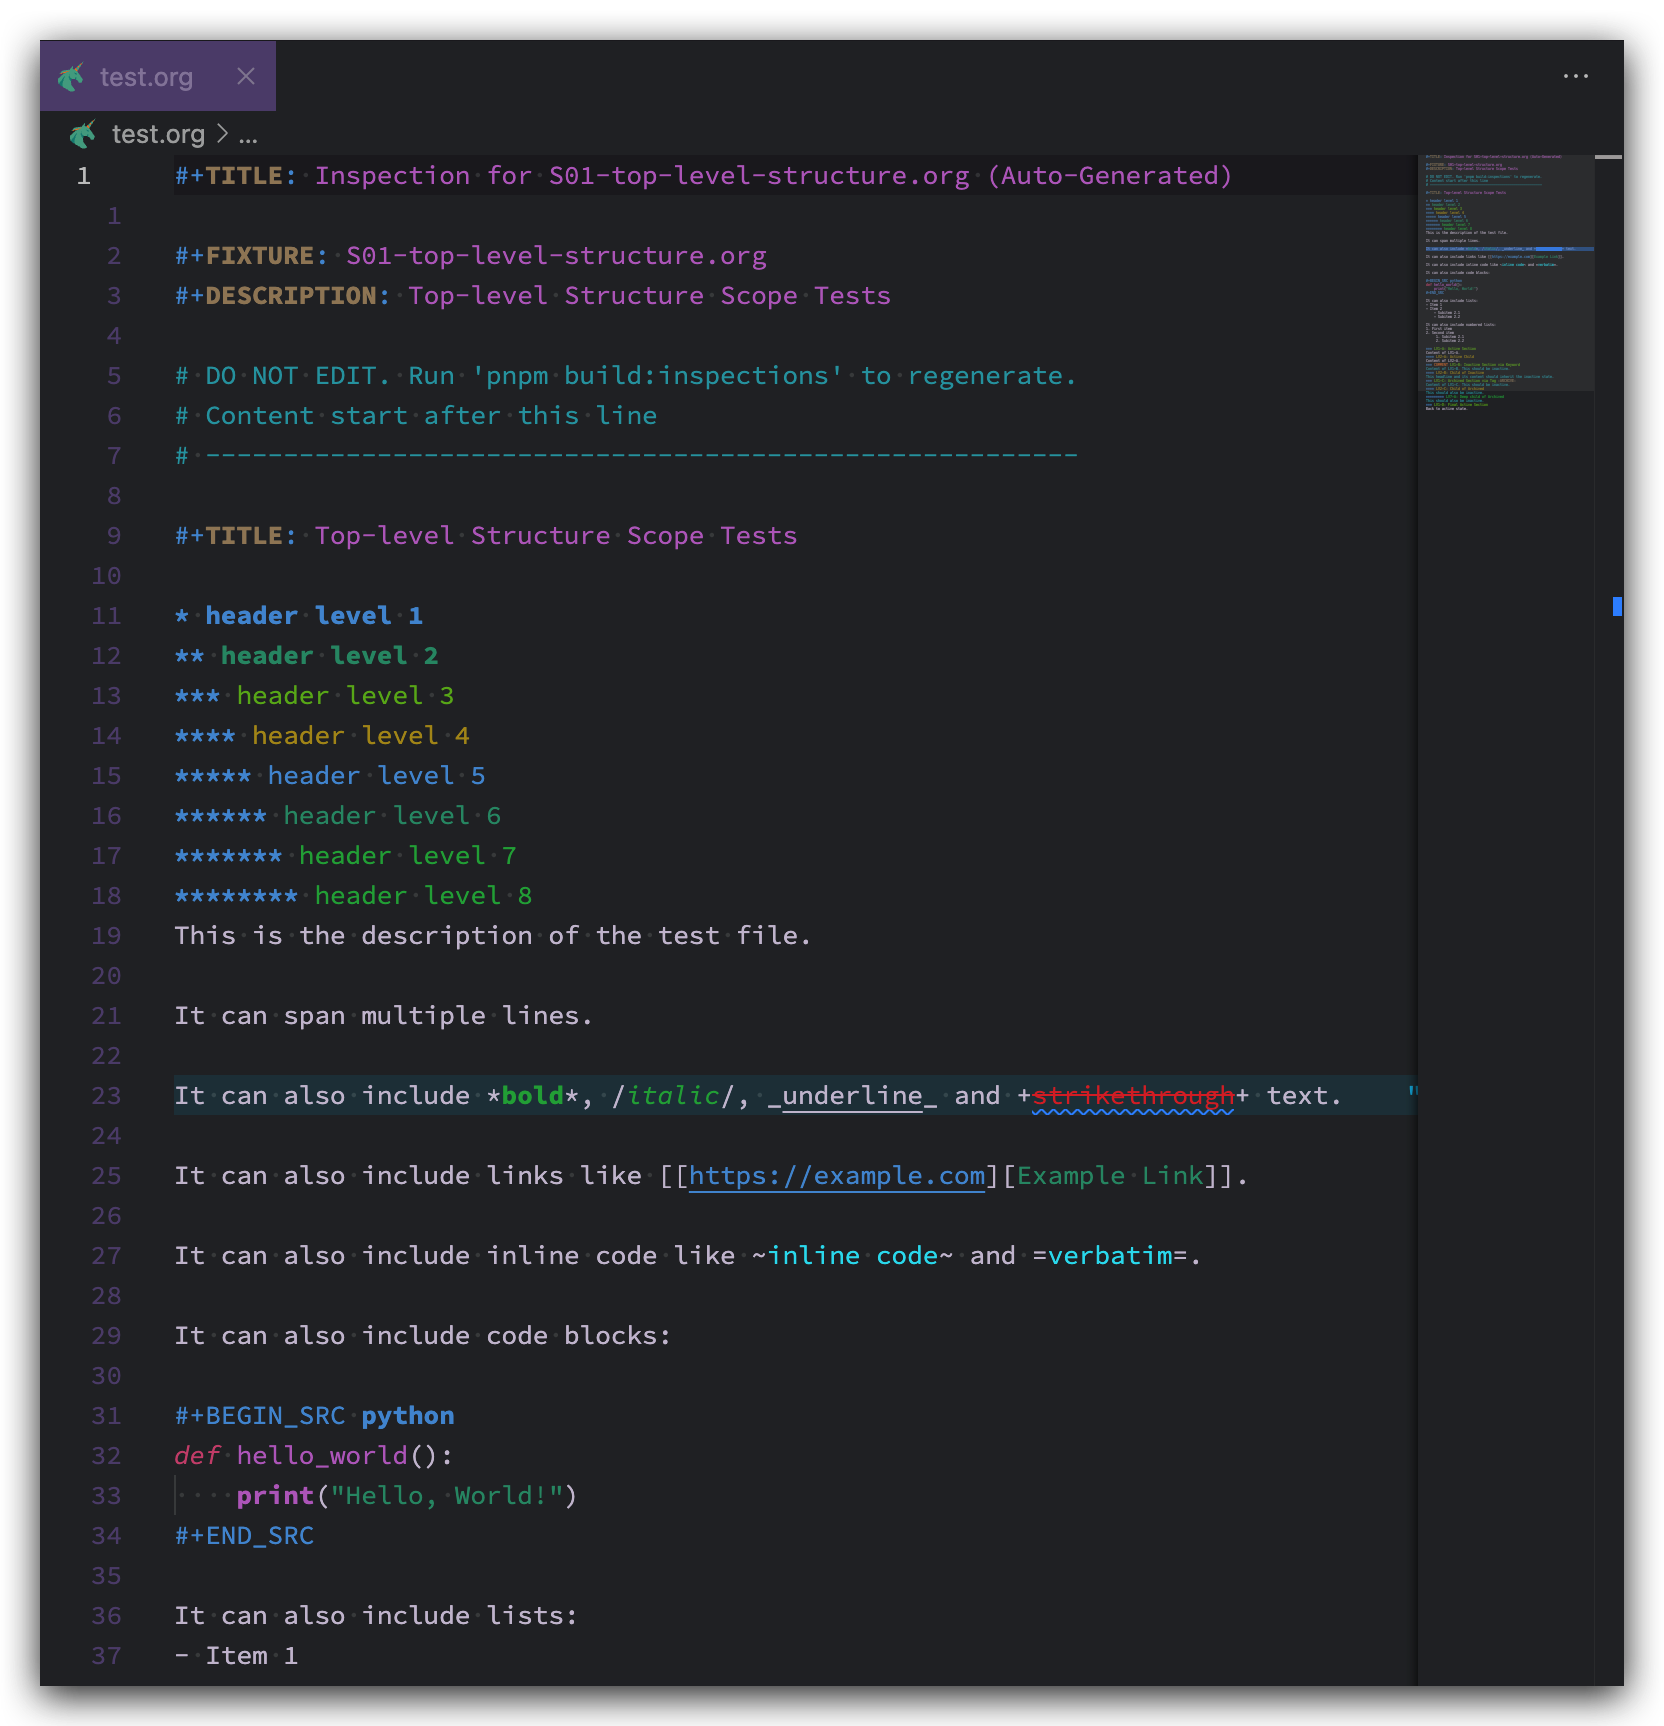 test.org
test.org > ...
1 #+TITLE: Inspection for S01-top-level-structure.org (Auto-Generated)
1
2 #+FIXTURE: S01-top-level-structure.org
3 #+DESCRIPTION: Top-level Structure Scope Tests
4
5 # DO NOT EDIT. Run 'pnpm build:inspections' to regenerate.
6 # Content start after this line
7 # --------------------------------------------------------
8
9 #+TITLE: Top-level Structure Scope Tests
10
11 * header level 1
12 ** header level 2
13 *** header level 3
14 **** header level 4
15 ***** header level 5
16 ****** header level 6
17 ******* header level 7
18 ******** header level 8
19 This is the description of the test file.
20
21 It can span multiple lines.
22
23 It can also include *bold*, /italic/, _underline_ and +strikethrough+ text. "
24
25 It can also include links like [[https://example.com][Example Link]].
26
27 It can also include inline code like ~inline code~ and =verbatim=.
28
29 It can also include code blocks:
30
31 #+BEGIN_SRC python
32 def hello_world():
33     print("Hello, World!")
34 #+END_SRC
35
36 It can also include lists:
37 - Item 1